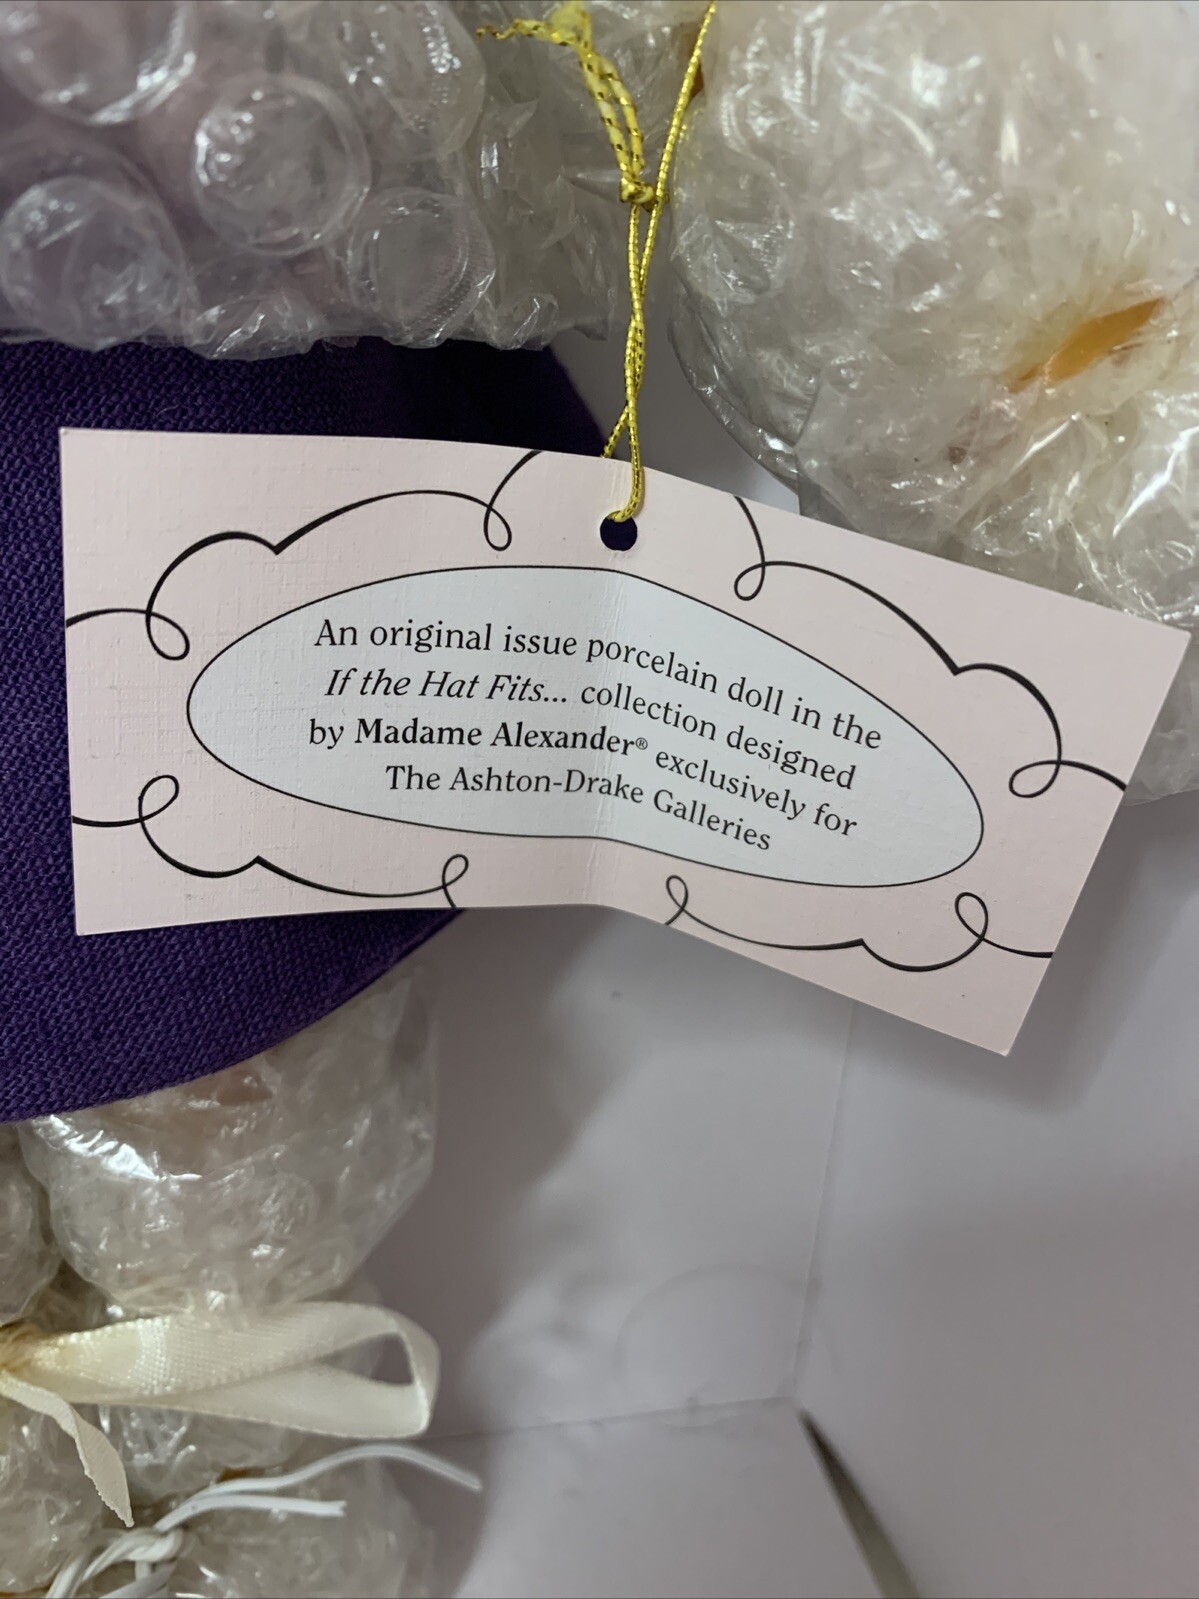 An original issue porcelain doll in the
If the Hat Fits... collection designed
by Madame Alexander® exclusively for
The Ashton-Drake Galleries